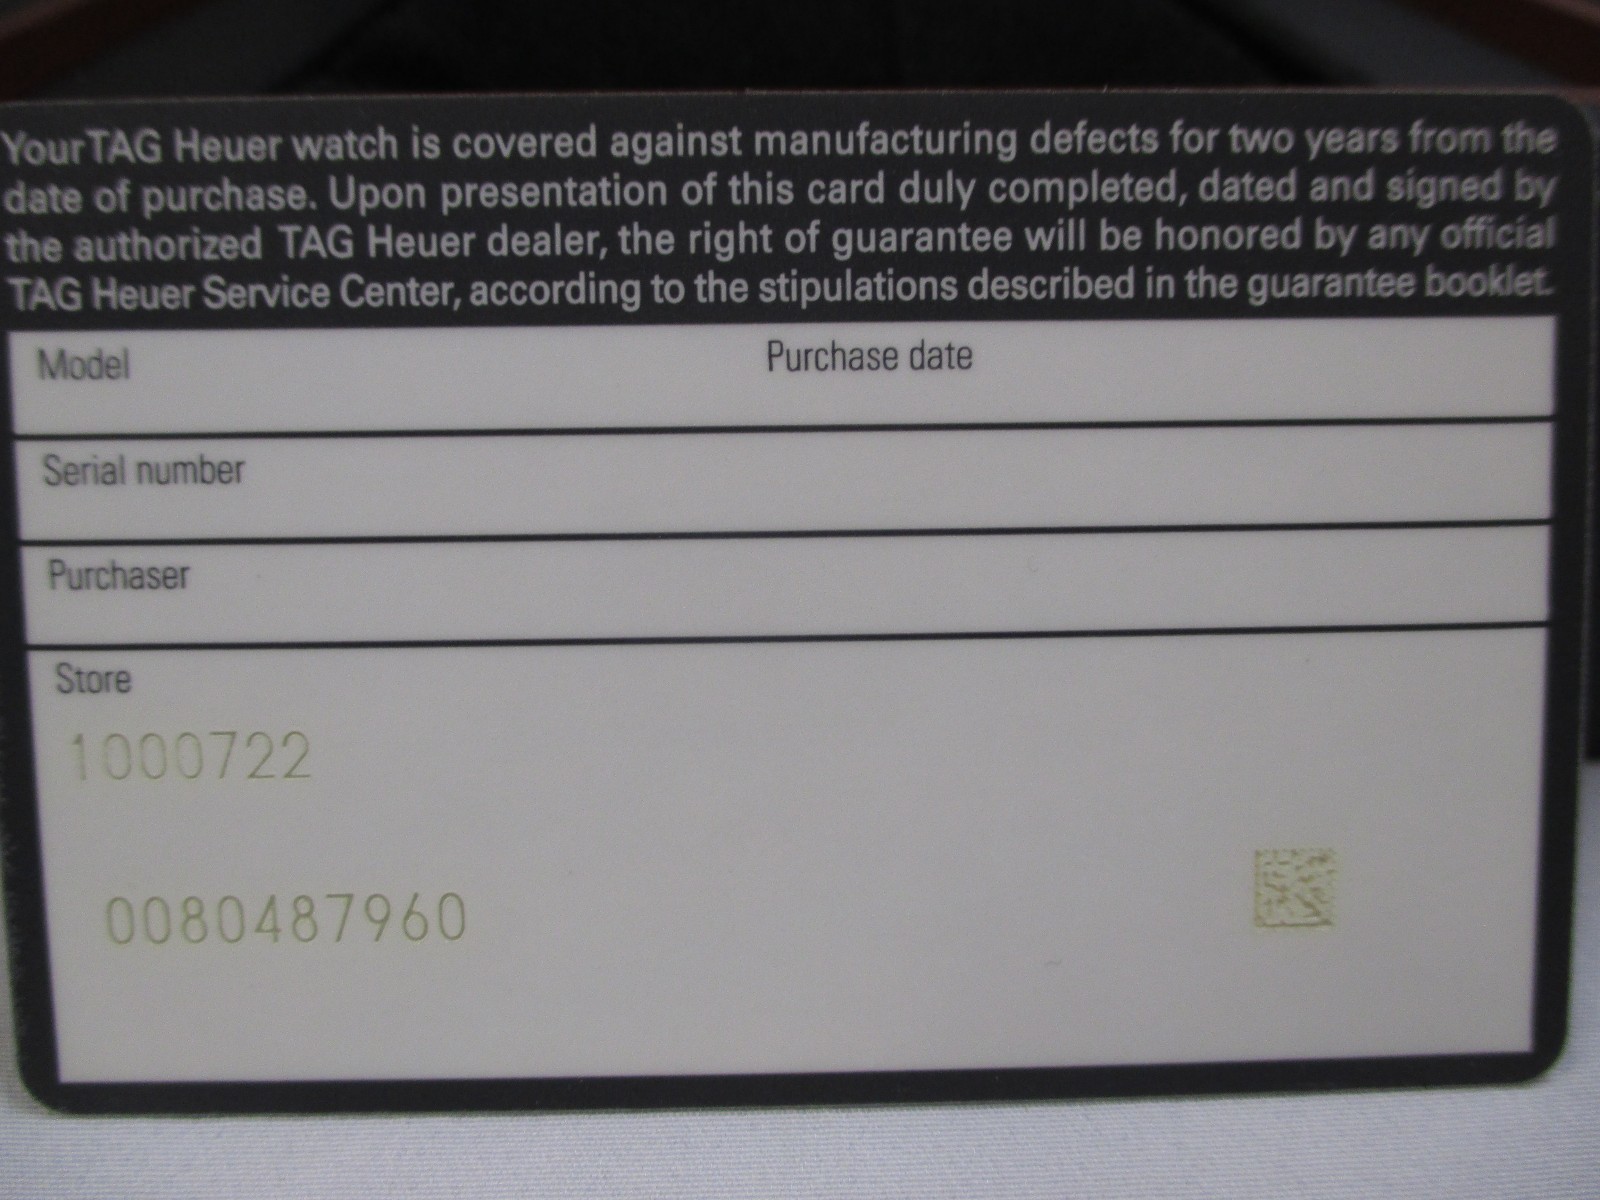 Your TAG Heuer watch is covered against manufacturing defects for two years from the
date of purchase. Upon presentation of this card duly completed, dated and signed by
the authorized TAG Heuer dealer, the right of guarantee will be honored by any official
TAG Heuer Service Center, according to the stipulations described in the guarantee booklet.
Model Purchase date
Serial number
Purchaser
Store
1000722
0080487960